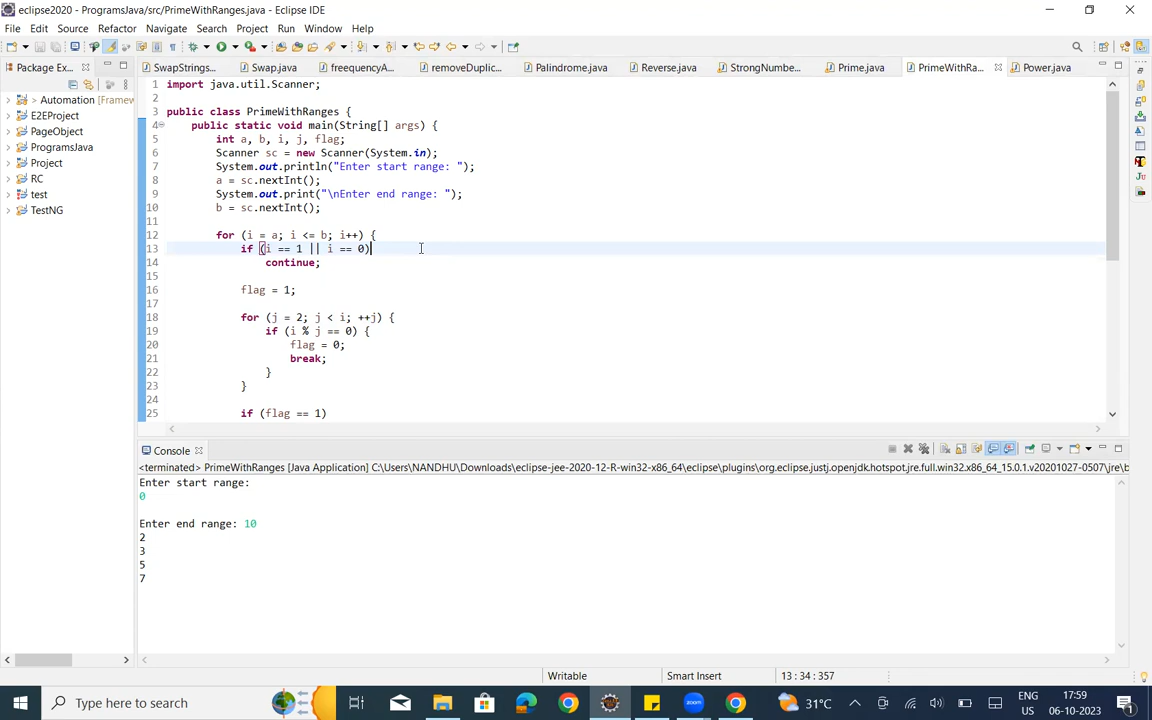 eclipse2020 - ProgramsJava/src/PrimeWithRanges.java - Eclipse IDE
File Edit Source Refactor Navigate Search Project Run Window Help
Package Ex...
SwapStrings... Swap.java freequencyA... removeDuplic... Palindrome.java Reverse.java StrongNumbe... Prime.java PrimeWithRa... Power.java
> Automation [Framew
E2EProject
PageObject
ProgramsJava
Project
RC
test
TestNG
1 import java.util.Scanner;
2
3 public class PrimeWithRanges {
4 public static void main(String[] args) {
5 int a, b, i, j, flag;
6 Scanner sc = new Scanner(System.in);
7 System.out.println("Enter start range: ");
8 a = sc.nextInt();
9 System.out.print("\nEnter end range: ");
10 b = sc.nextInt();
11
12 for (i = a; i <= b; i++) {
13 if (i == 1 || i == 0)
14 continue;
15
16 flag = 1;
17
18 for (j = 2; j < i; ++j) {
19 if (i % j == 0) {
20 flag = 0;
21 break;
22 }
23 }
24
25 if (flag == 1)
Console
<terminated> PrimeWithRanges [Java Application] C:\Users\NANDHU\Downloads\eclipse-jee-2020-12-R-win32-x86_64\eclipse\plugins\org.eclipse.justj.openjdk.hotspot.jre.full.win32.x86_64_15.0.1.v20201027-0507\jre\b
Enter start range:
0
Enter end range: 10
2
3
5
7
Writable Smart Insert 13 : 34 : 357
Type here to search
31°C
ENG
US
17:59
06-10-2023